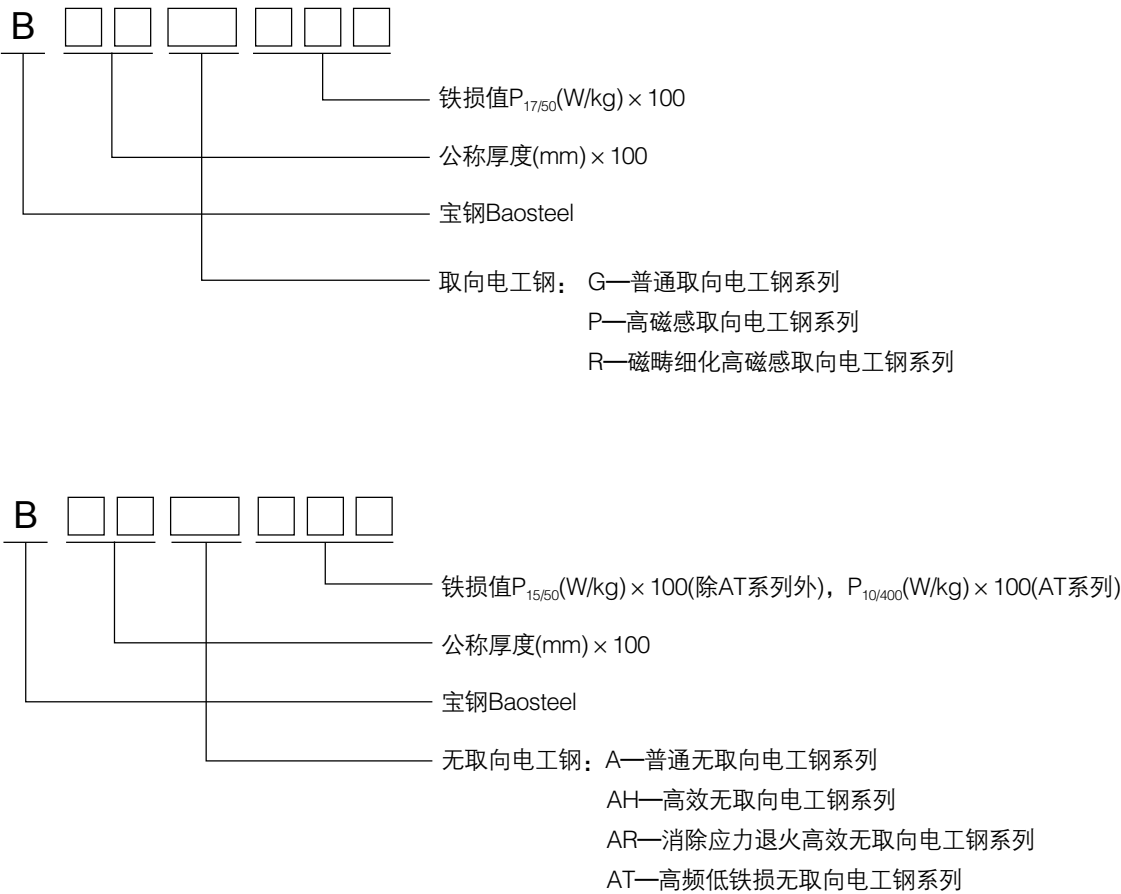 B
铁损值P17/50(W/kg)×100
公称厚度(mm)×100
宝钢Baosteel
取向电工钢： G—普通取向电工钢系列
P—高磁感取向电工钢系列
R—磁畴细化高磁感取向电工钢系列
B
铁损值P15/50(W/kg)×100(除AT系列外)，P10/400(W/kg)×100(AT系列)
公称厚度(mm)×100
宝钢Baosteel
无取向电工钢：A—普通无取向电工钢系列
AH—高效无取向电工钢系列
AR—消除应力退火高效无取向电工钢系列
AT—高频低铁损无取向电工钢系列